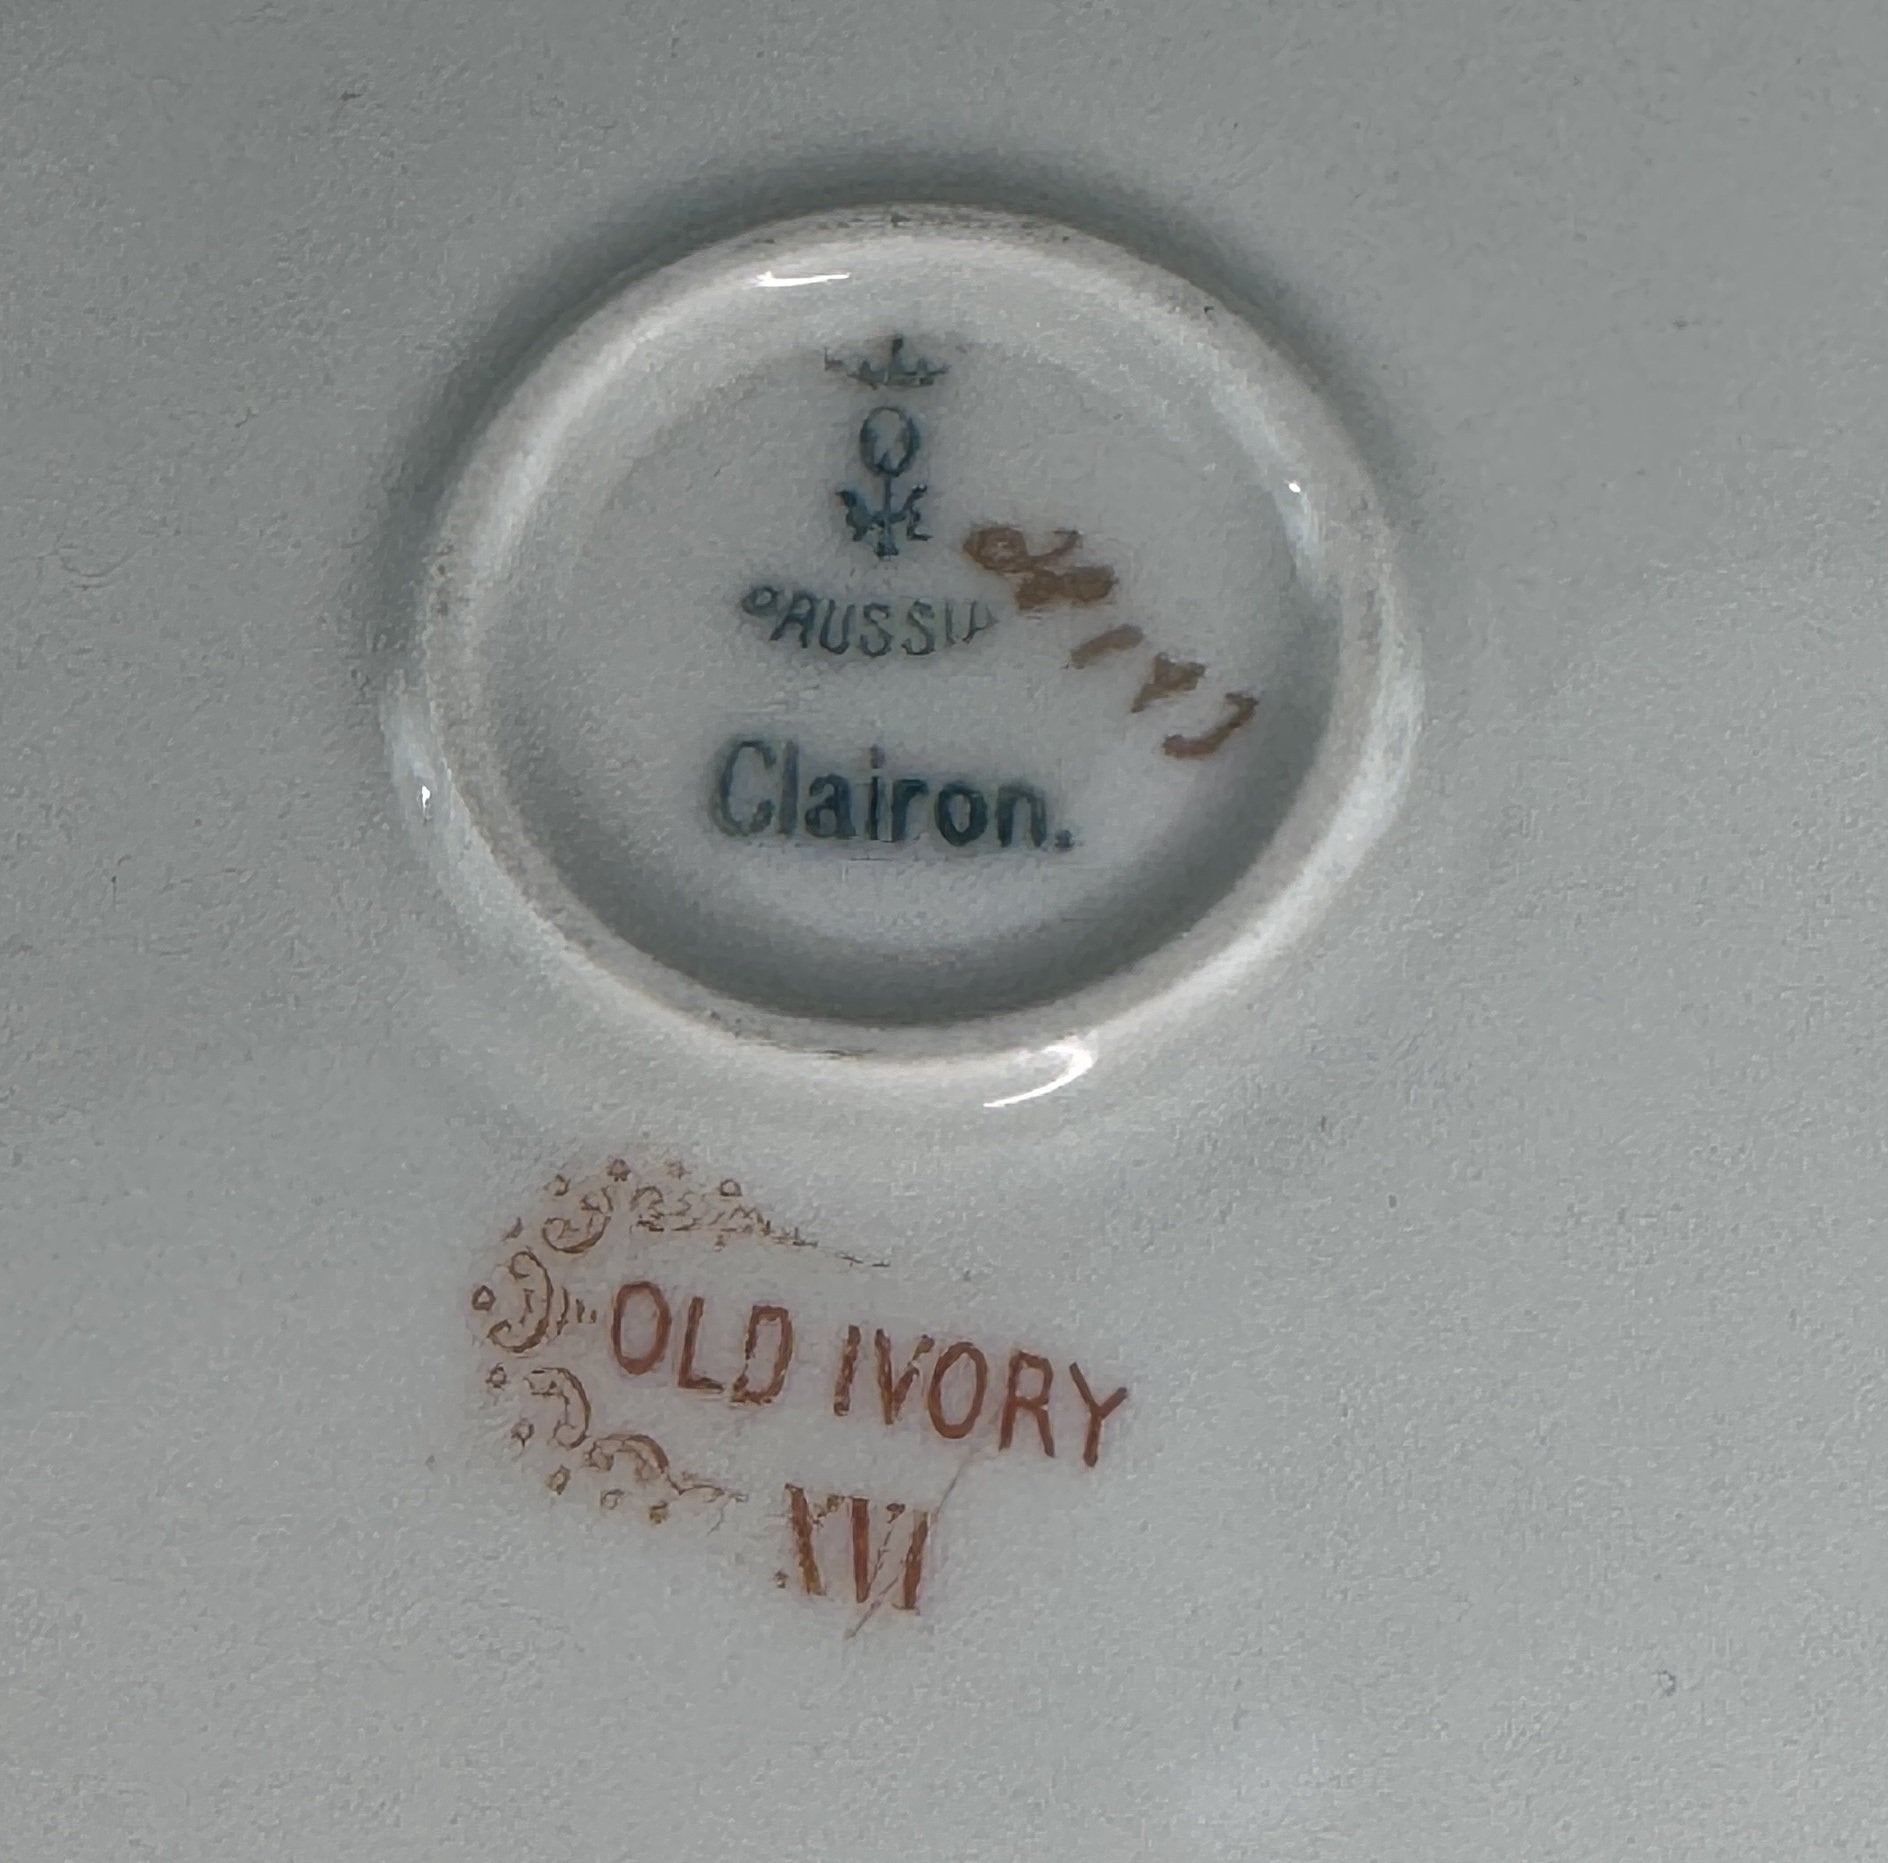 PRUSSIA
Clairon.
OLD IVORY
XVI